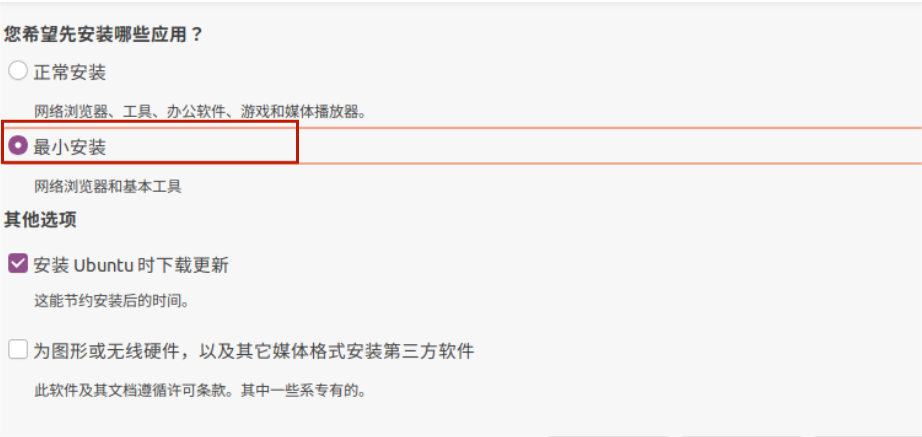 您希望先安装哪些应用？
正常安装
网络浏览器、工具、办公软件、游戏和媒体播放器。
最小安装
网络浏览器和基本工具
其他选项
安装 Ubuntu 时下载更新
这能节约安装后的时间。
为图形或无线硬件，以及其它媒体格式安装第三方软件
此软件及其文档遵循许可条款。其中一些系专有的。